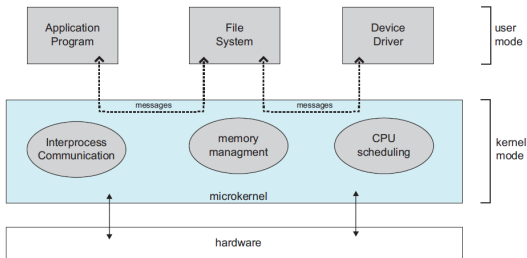 Application
Program
File
System
Device
Driver
user
mode
messages
messages
Interprocess
Communication
memory
managment
CPU
scheduling
kernel
mode
microkernel
hardware